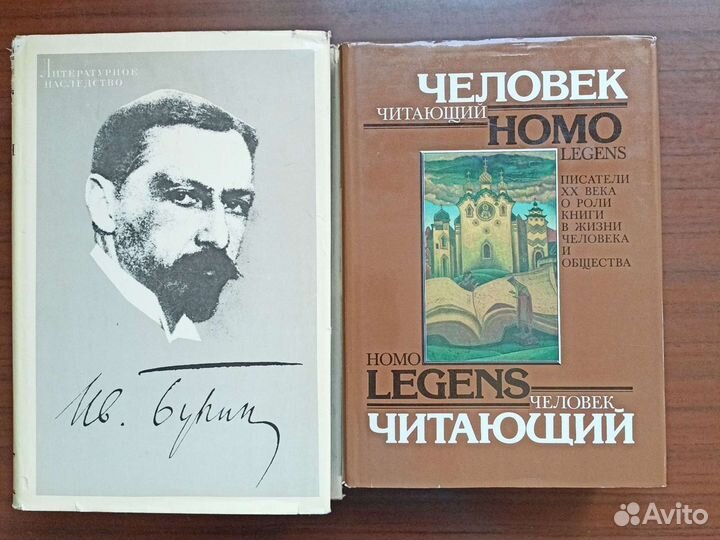 Литературное
наследство
Ив. Бунин
ЧЕЛОВЕК
ЧИТАЮЩИЙ
HOMO
LEGENS
ПИСАТЕЛИ
XX ВЕКА
О РОЛИ
КНИГИ
В ЖИЗНИ
ЧЕЛОВЕКА
И
ОБЩЕСТВА
HOMO
LEGENS
ЧЕЛОВЕК
ЧИТАЮЩИЙ
Avito